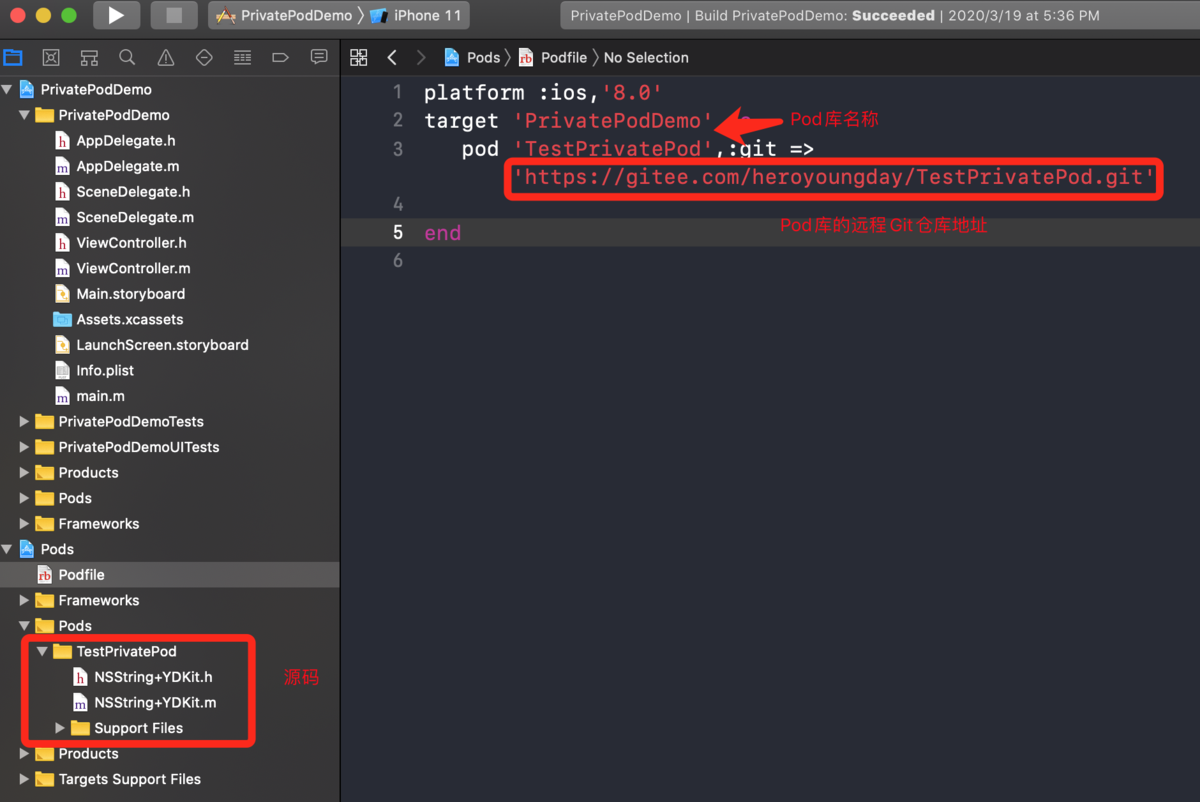 PrivatePodDemo
iPhone 11
PrivatePodDemo | Build PrivatePodDemo: Succeeded | 2020/3/19 at 5:36 PM
Pods
Podfile
No Selection
PrivatePodDemo
PrivatePodDemo
AppDelegate.h
AppDelegate.m
SceneDelegate.h
SceneDelegate.m
ViewController.h
ViewController.m
Main.storyboard
Assets.xcassets
LaunchScreen.storyboard
Info.plist
main.m
PrivatePodDemoTests
PrivatePodDemoUITests
Products
Pods
Frameworks
Pods
Podfile
Frameworks
Pods
TestPrivatePod
NSString+YDKit.h
NSString+YDKit.m
Support Files
Products
Targets Support Files
源码
1 platform :ios,'8.0'
2 target 'PrivatePodDemo'
Pod库名称
3 pod 'TestPrivatePod',:git =>
'https://gitee.com/heroyoungday/TestPrivatePod.git'
4
Pod库的远程Git仓库地址
5 end
6